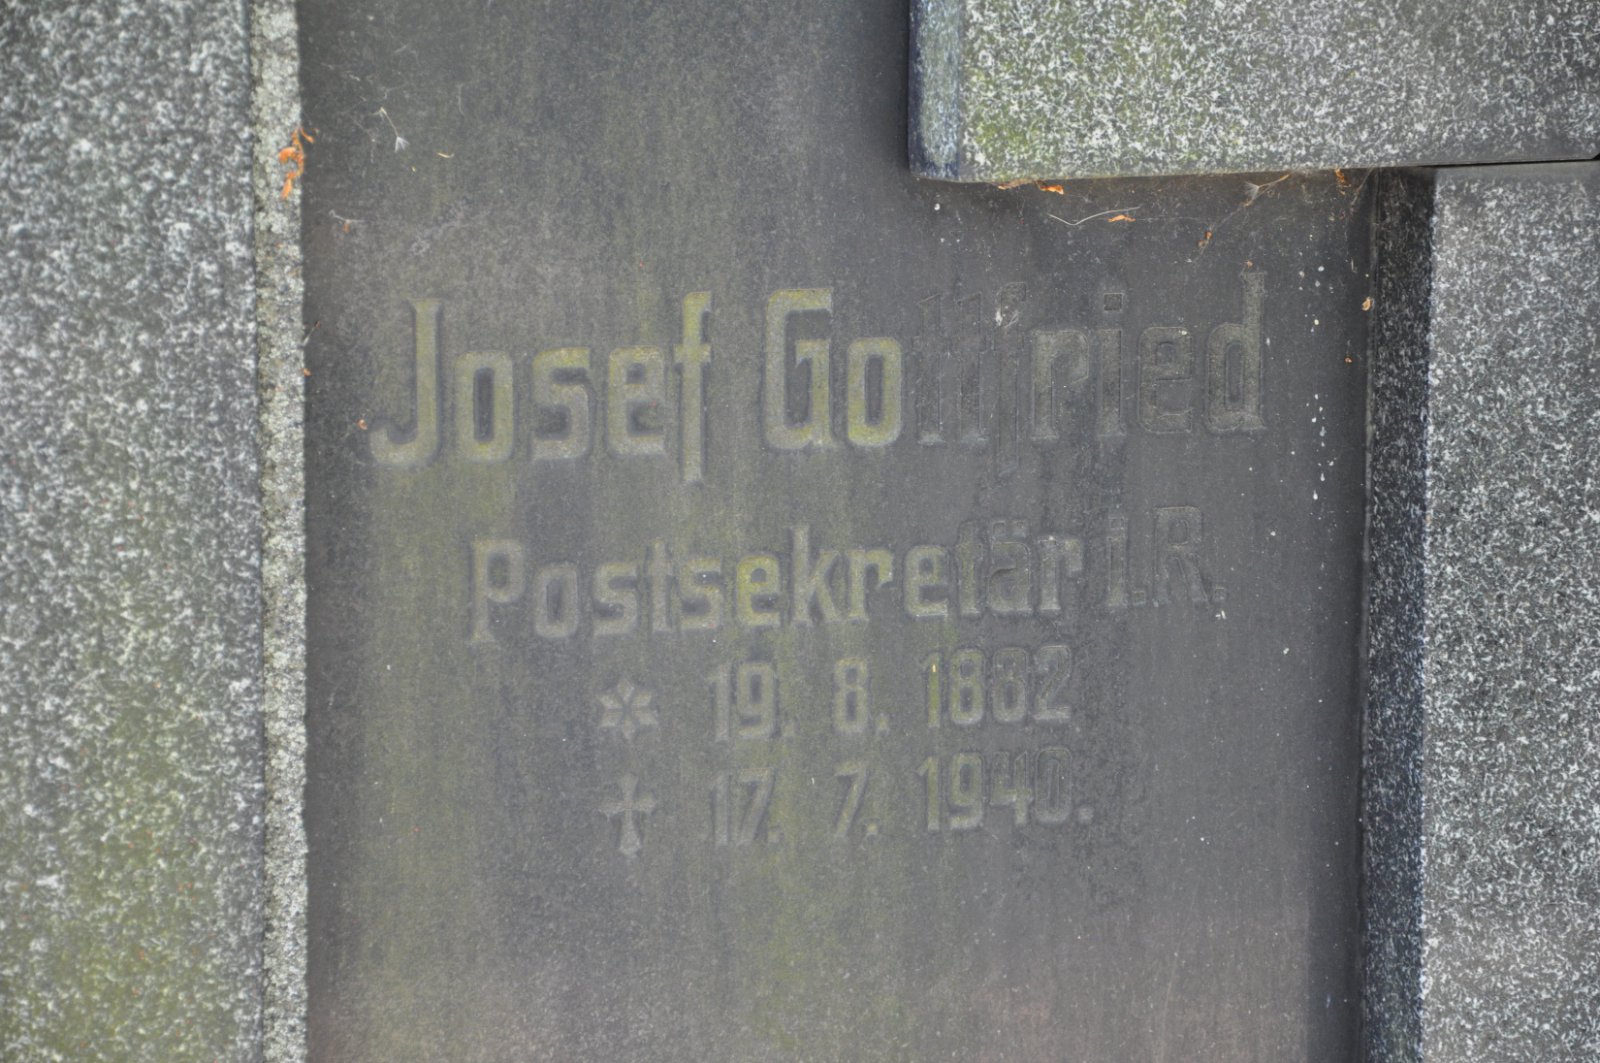 Josef Gottfried
Postsekretär i.R.
* 19. 8. 1882
† 17. 7. 1940.